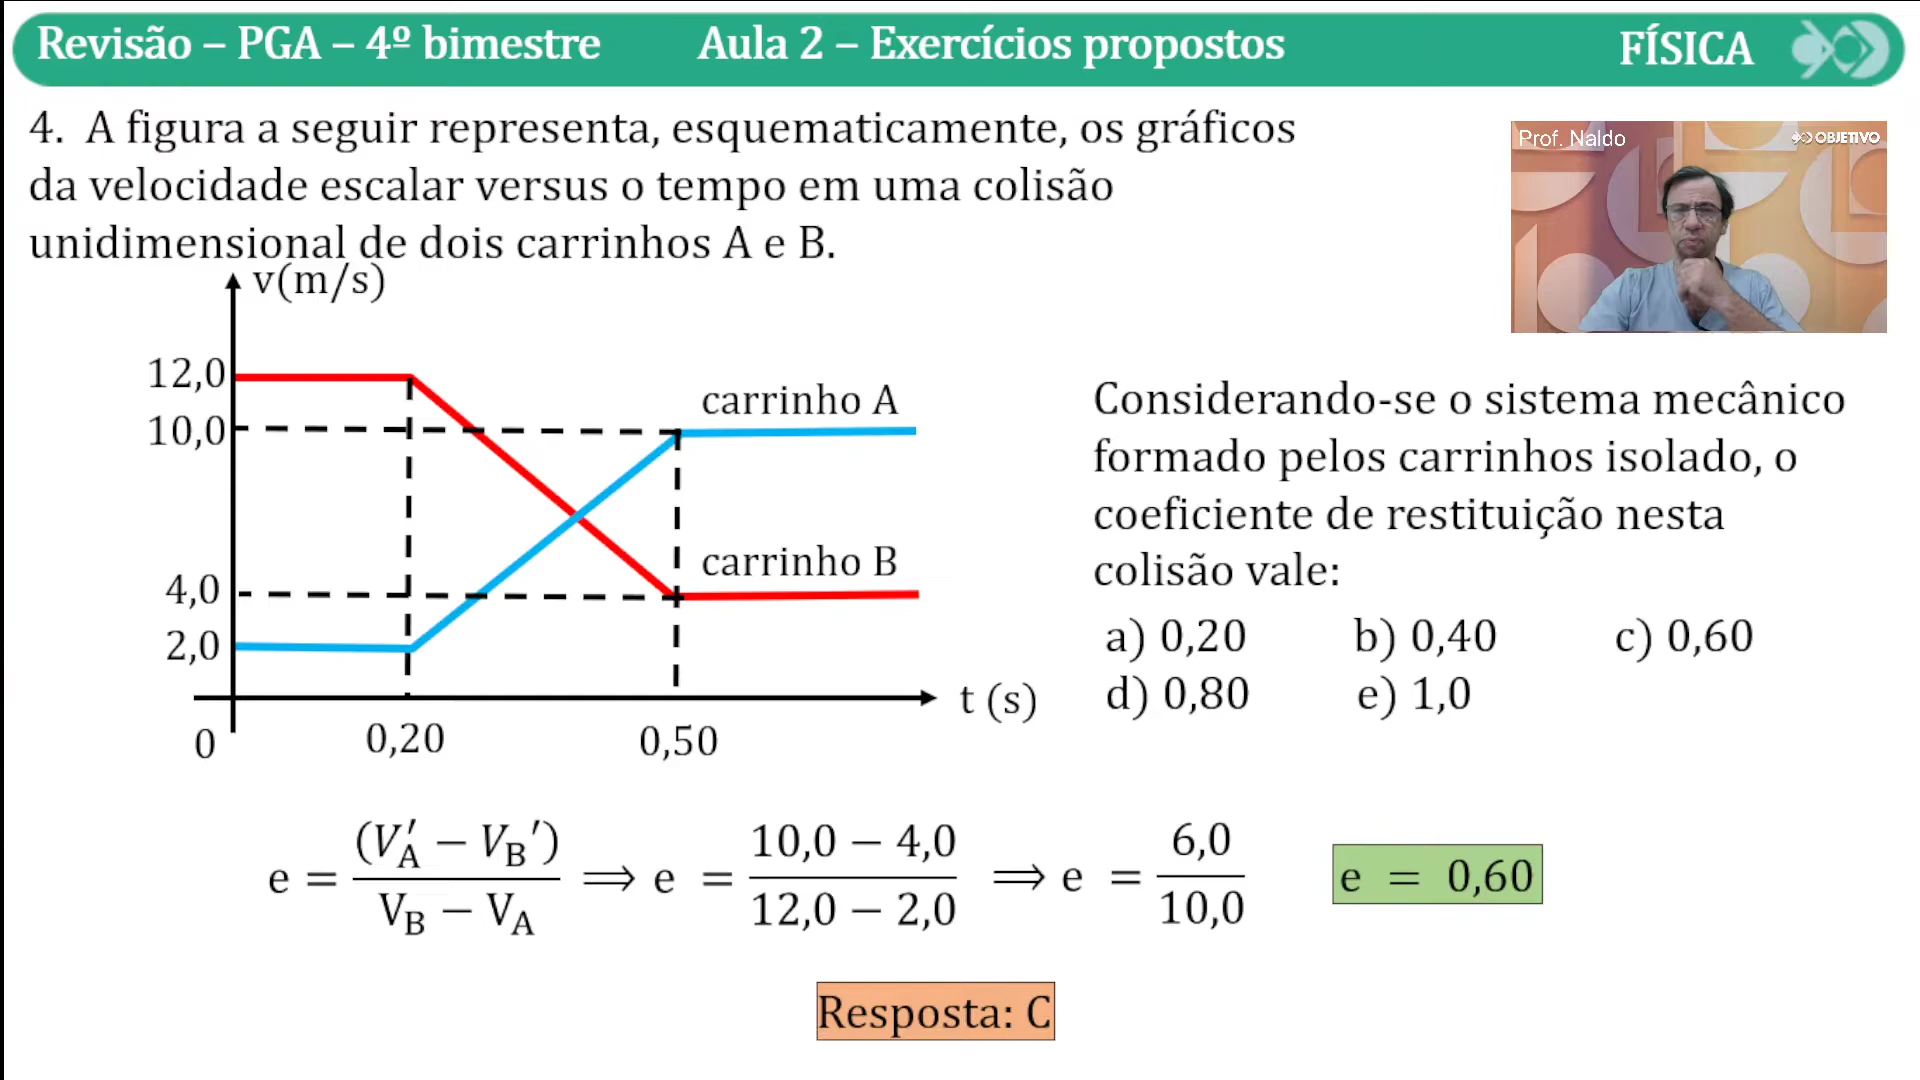 Revisão – PGA – 4º bimestre Aula 2 – Exercícios propostos FÍSICA
4. A figura a seguir representa, esquematicamente, os gráficos
da velocidade escalar versus o tempo em uma colisão
unidimensional de dois carrinhos A e B.
Prof. Naldo OBJETIVO
v(m/s)
12,0
10,0
4,0
2,0
0
0,20
0,50
t (s)
carrinho A
carrinho B
Considerando-se o sistema mecânico
formado pelos carrinhos isolado, o
coeficiente de restituição nesta
colisão vale:
a) 0,20 b) 0,40 c) 0,60
d) 0,80 e) 1,0
e = (V′A − VB′) / (VB − VA) ⟹ e = (10,0 − 4,0) / (12,0 − 2,0) ⟹ e = 6,0 / 10,0 e = 0,60
Resposta: C